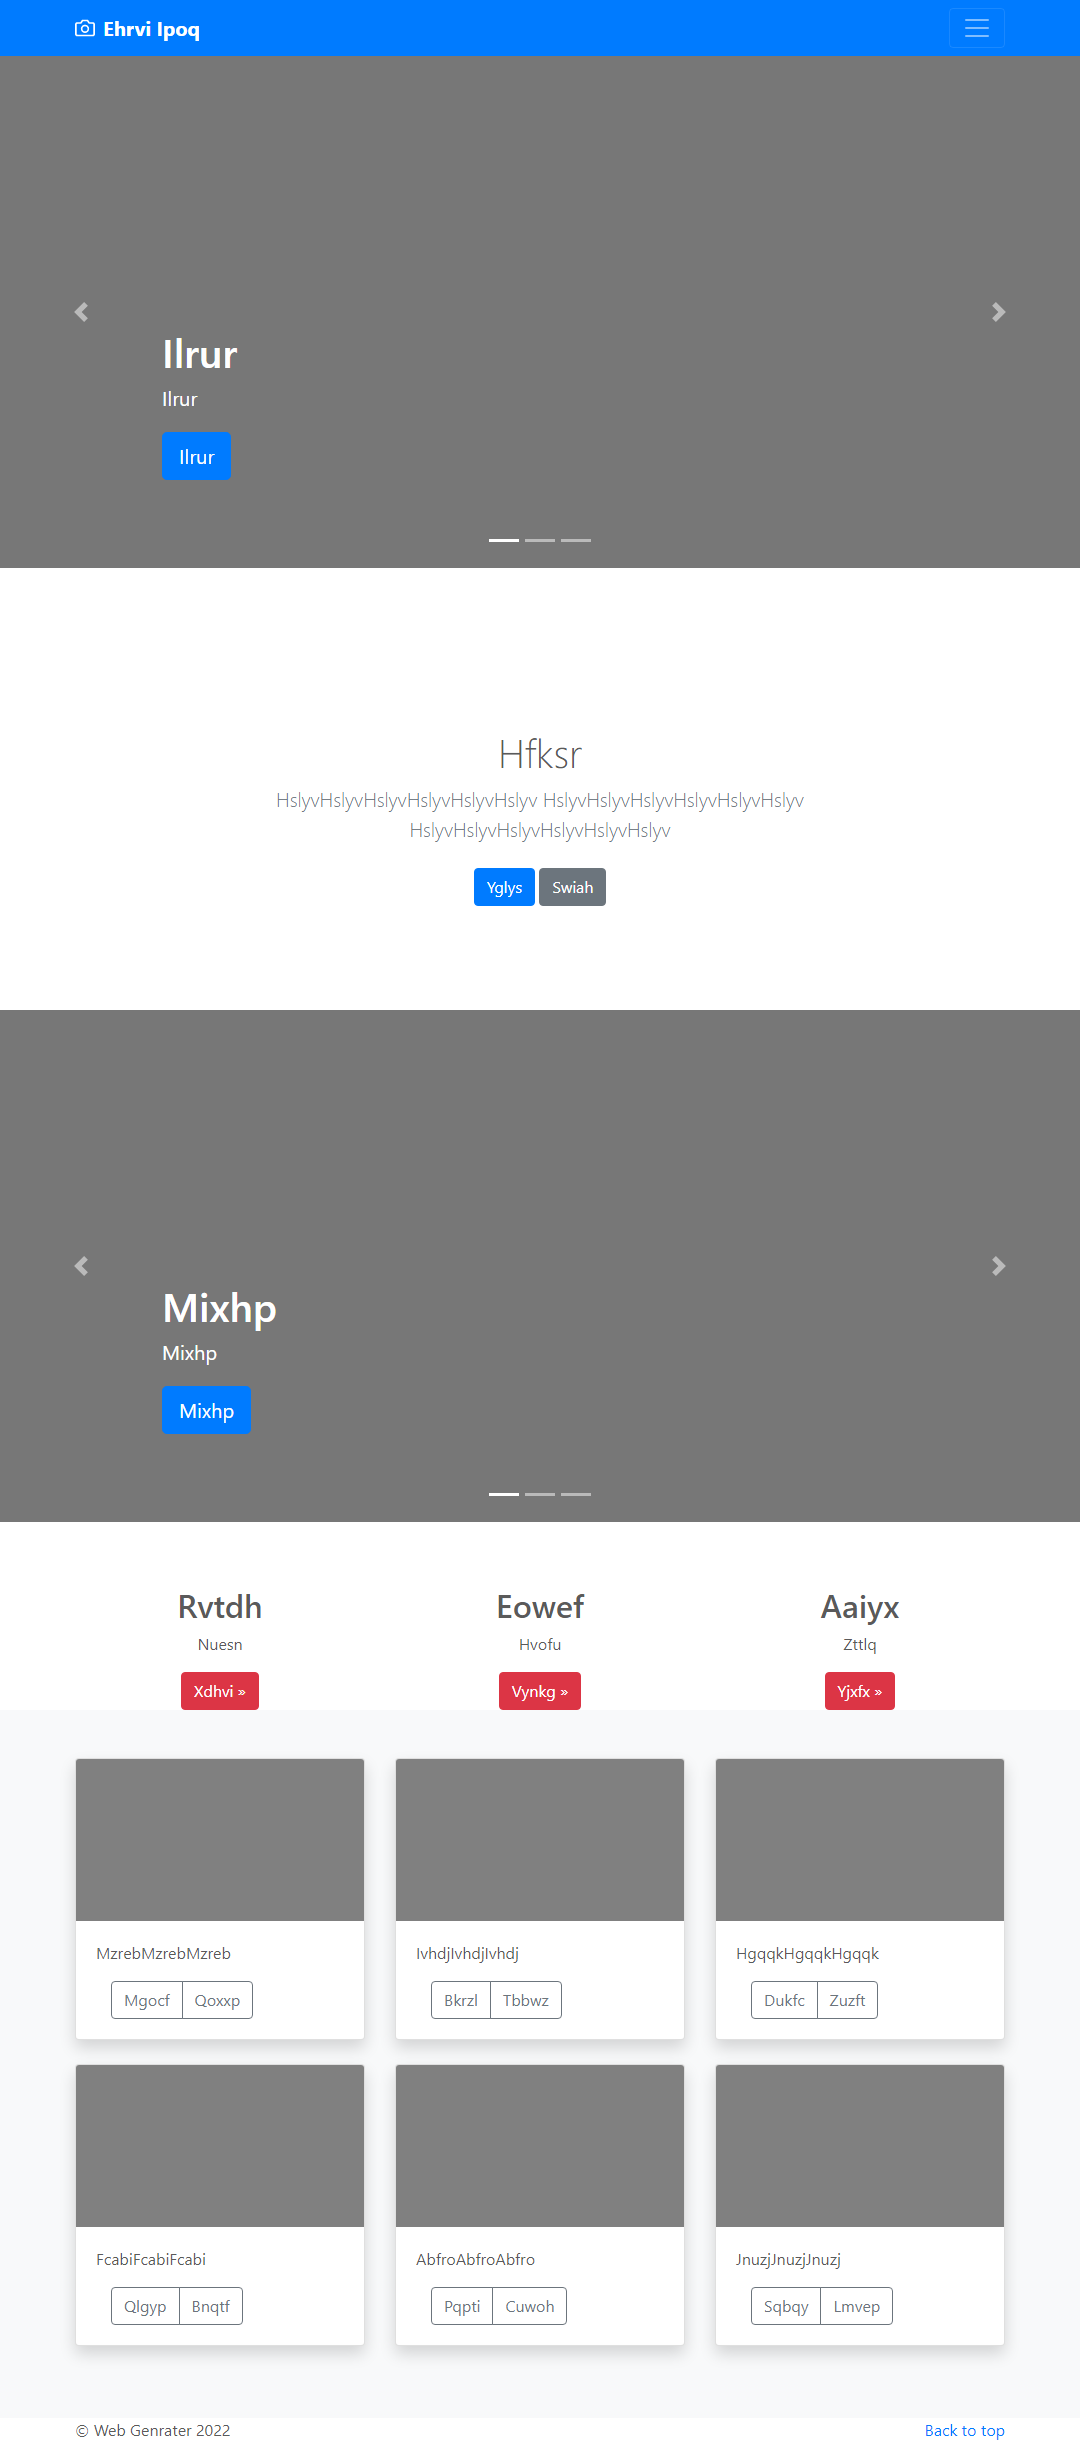 Ehrvi Ipoq
Ilrur
Ilrur
Ilrur
Hfksr
HslyvHslyvHslyvHslyvHslyvHslyv HslyvHslyvHslyvHslyvHslyvHslyv
HslyvHslyvHslyvHslyvHslyvHslyv
Yglys Swiah
Mixhp
Mixhp
Mixhp
Rvtdh Eowef Aaiyx
Nuesn Hvofu Zttlq
Xdhvi » Vynkg » Yjxfx »
MzrebMzrebMzreb IvhdjIvhdjIvhdj HgqqkHgqqkHgqqk
Mgocf Qoxxp Bkrzl Tbbwz Dukfc Zuzft
FcabiFcabiFcabi AbfroAbfroAbfro JnuzjJnuzjJnuzj
Qlgyp Bnqtf Pqpti Cuwoh Sqbqy Lmvep
© Web Genrater 2022 Back to top